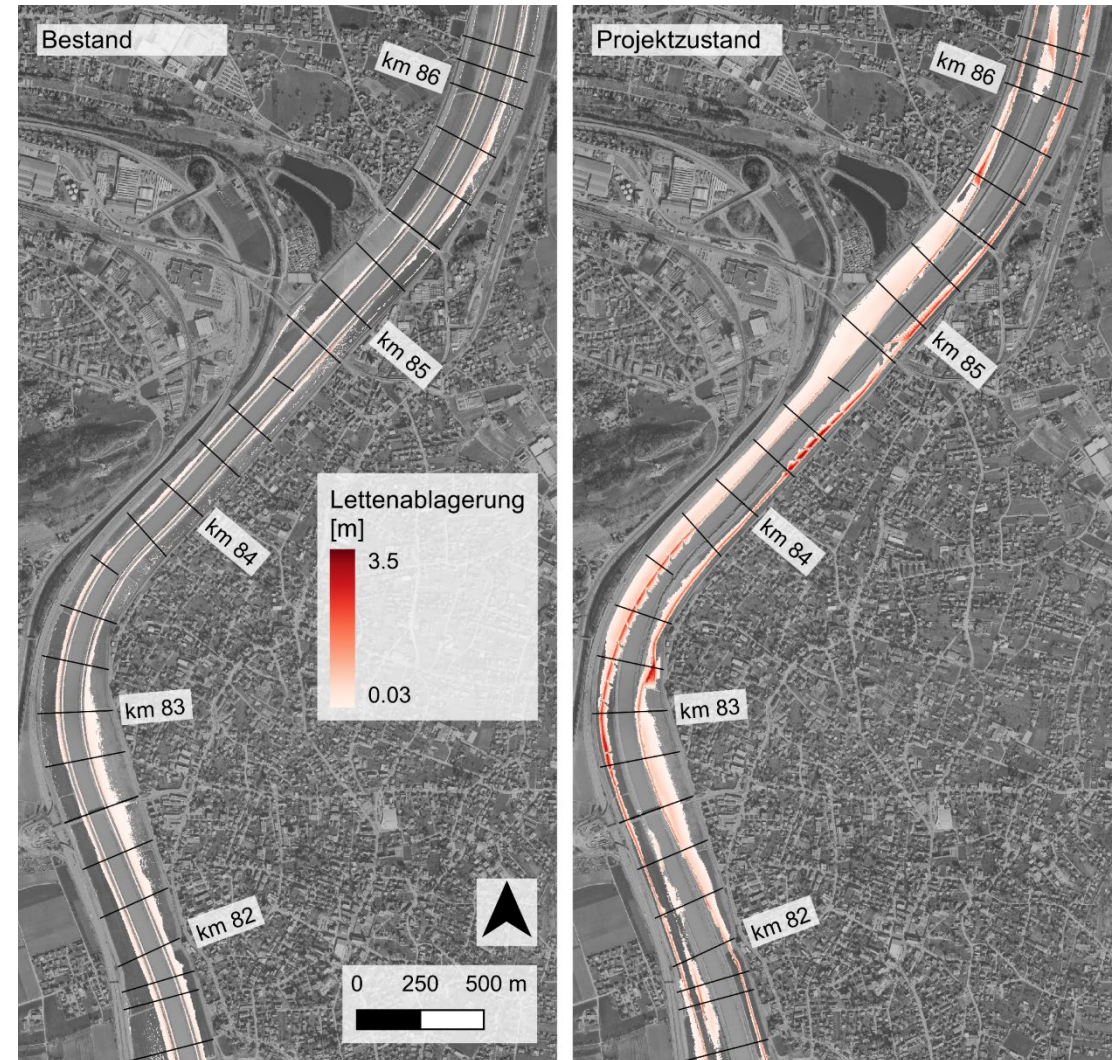 Bestand
km 86
km 85
km 84
Lettenablagerung
[m]
3.5
0.03
km 83
km 82
0 250 500 m
Projektzustand
km 86
km 85
km 84
km 83
km 82